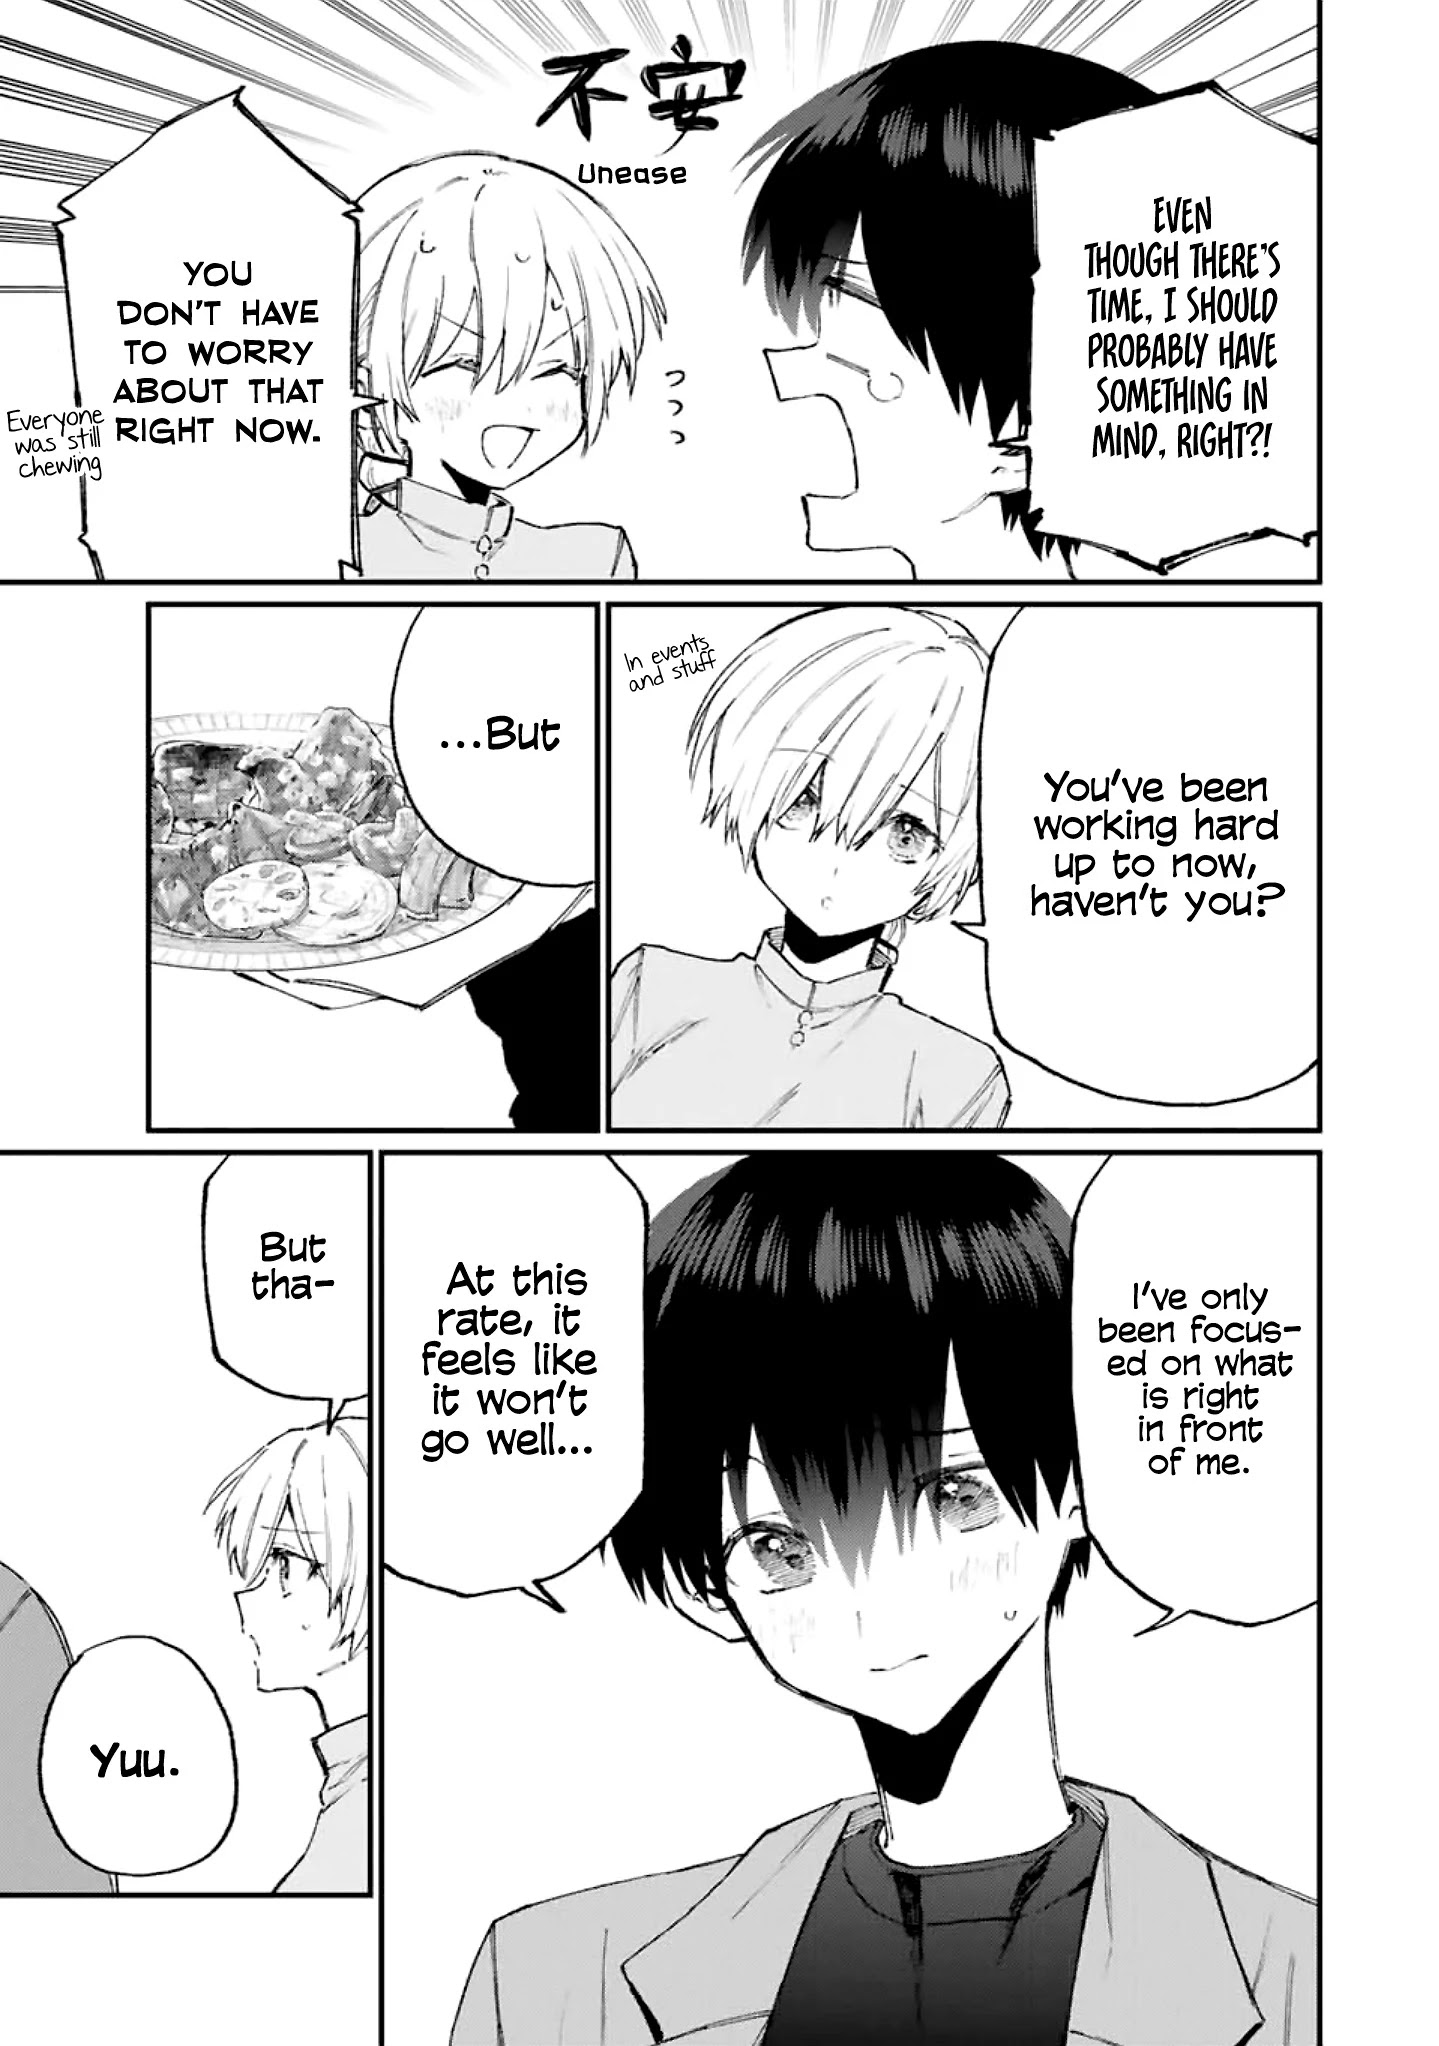 EVEN
THOUGH THERE'S
TIME, I SHOULD
PROBABLY HAVE
SOMETHING IN
MIND, RIGHT?!
不安
Unease
YOU
DON'T HAVE
TO WORRY
ABOUT THAT
RIGHT NOW.
Everyone
was still
chewing
You've been
working hard
up to now,
haven't you?
In events
and stuff
...But
I've only
been focus-
ed on what
is right
in front
of me.
At this
rate, it
feels like
it won't
go well...
But
tha-
Yuu.